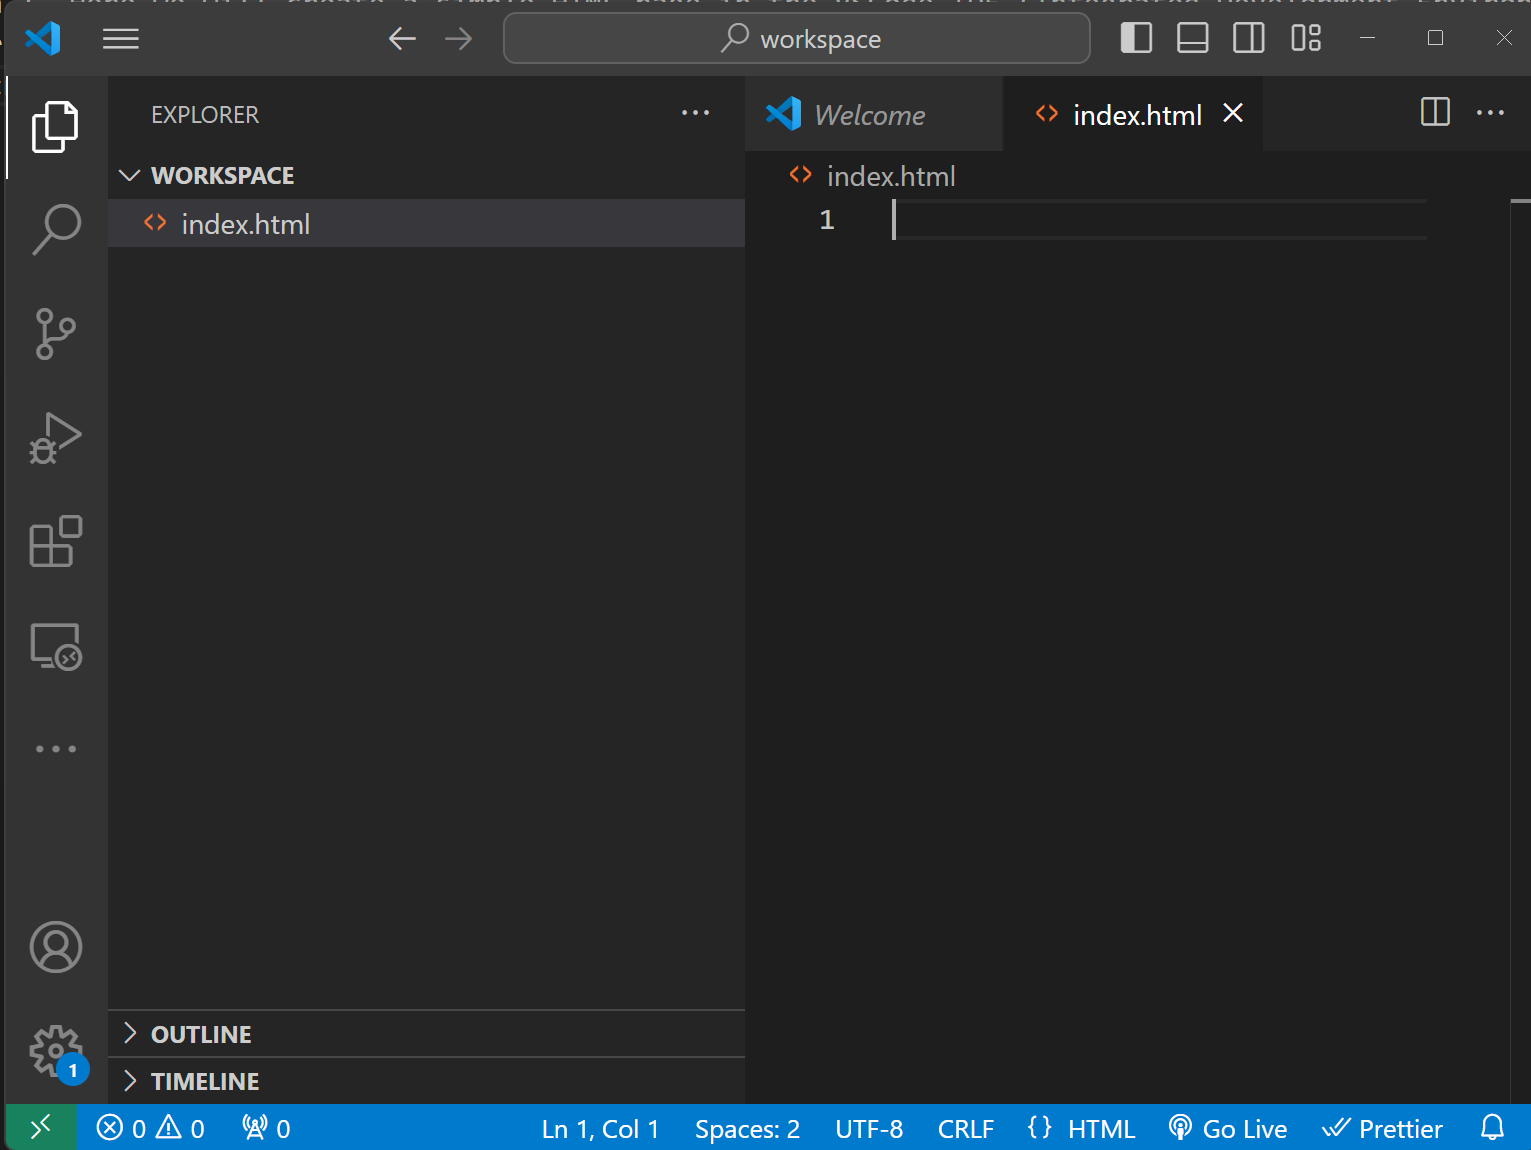 workspace
EXPLORER
WORKSPACE
index.html
OUTLINE
TIMELINE
Welcome
index.html
index.html
1
1
0 0 0
Ln 1, Col 1
Spaces: 2
UTF-8
CRLF
{ } HTML
Go Live
Prettier